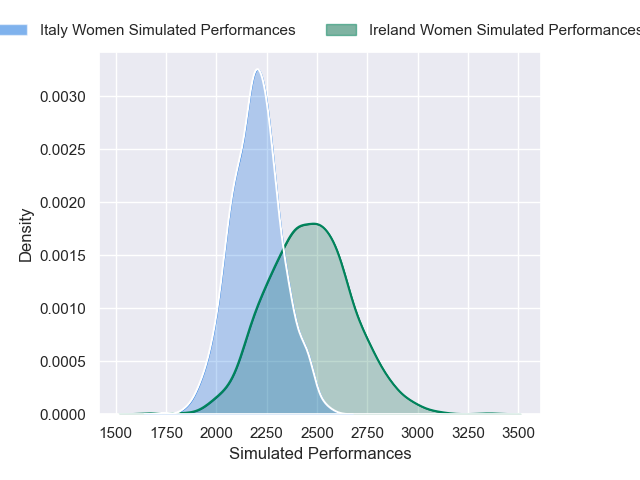 Italy Women Simulated Performances
Ireland Women Simulated Performances
0.0030
0.0025
0.0020
0.0015
0.0010
0.0005
0.0000
Density
1500 1750 2000 2250 2500 2750 3000 3250 3500
Simulated Performances